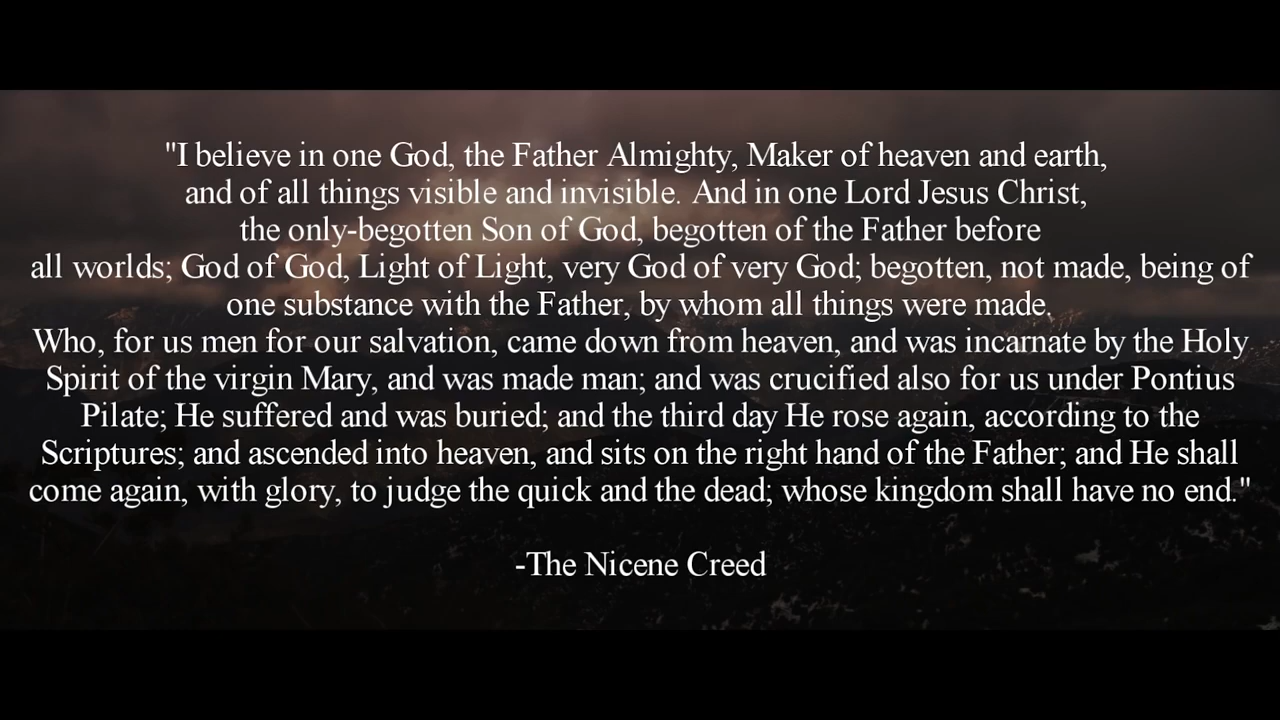 "I believe in one God, the Father Almighty, Maker of heaven and earth,
and of all things visible and invisible. And in one Lord Jesus Christ,
the only-begotten Son of God, begotten of the Father before
all worlds; God of God, Light of Light, very God of very God; begotten, not made, being of
one substance with the Father, by whom all things were made.
Who, for us men for our salvation, came down from heaven, and was incarnate by the Holy
Spirit of the virgin Mary, and was made man; and was crucified also for us under Pontius
Pilate; He suffered and was buried; and the third day He rose again, according to the
Scriptures; and ascended into heaven, and sits on the right hand of the Father; and He shall
come again, with glory, to judge the quick and the dead; whose kingdom shall have no end."
-The Nicene Creed